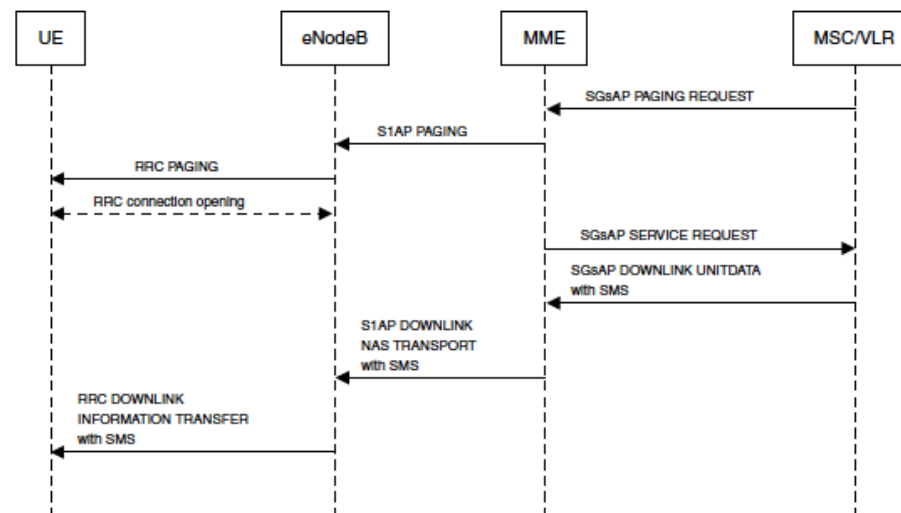 UE
eNodeB
MME
MSC/VLR
SGsAP PAGING REQUEST
S1AP PAGING
RRC PAGING
RRC connection opening
SGsAP SERVICE REQUEST
SGsAP DOWNLINK UNITDATA
with SMS
S1AP DOWNLINK
NAS TRANSPORT
with SMS
RRC DOWNLINK
INFORMATION TRANSFER
with SMS